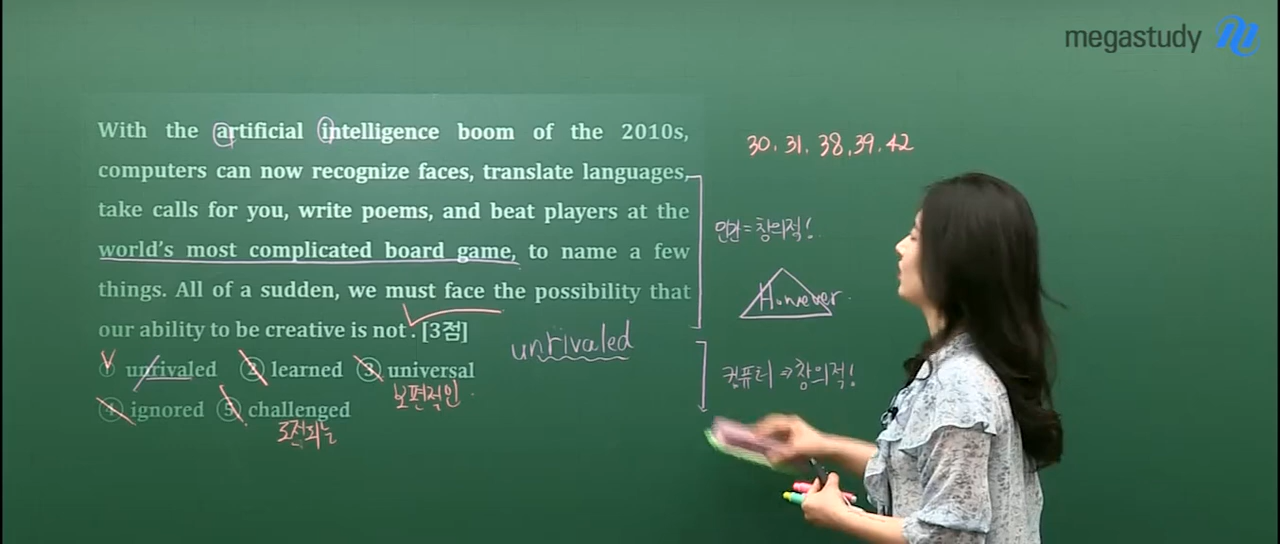 megastudy
With the artificial intelligence boom of the 2010s,
computers can now recognize faces, translate languages,
take calls for you, write poems, and beat players at the
world's most complicated board game, to name a few
things. All of a sudden, we must face the possibility that
our ability to be creative is not . [3점]
unrivaled
① unrivaled ② learned ③ universal
보편적인
④ ignored ⑤ challenged
도전되는
30. 31. 38. 39. 42
인간 = 창의적!
However
컴퓨터 ⇒ 창의적!